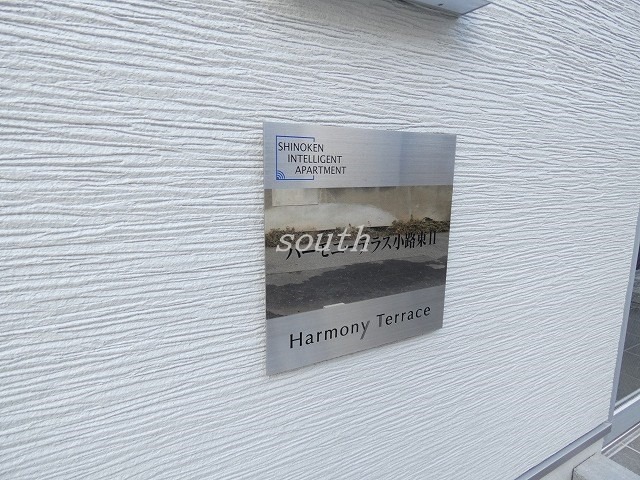 SHINOKEN
INTELLIGENT
APARTMENT
ハーモニーテラス小路東II
south
Harmony Terrace